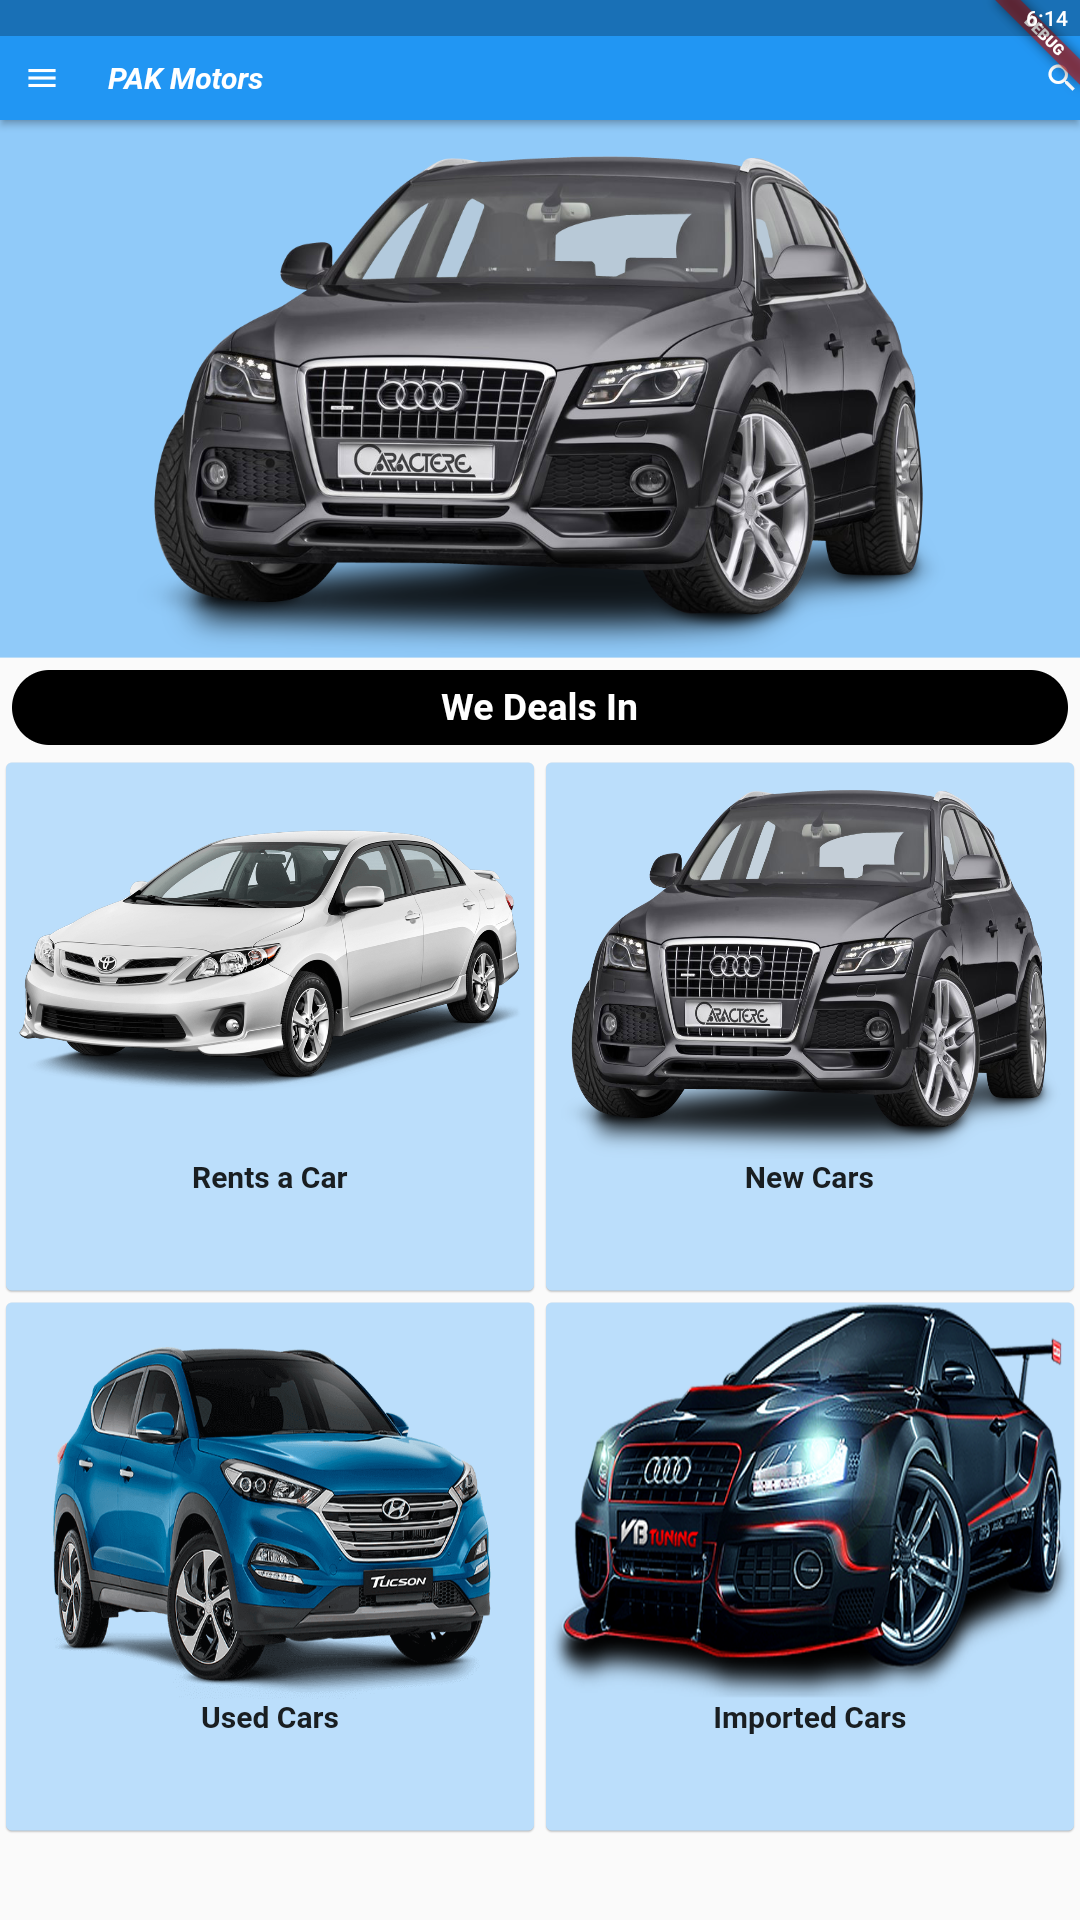 6:14
DEBUG
PAK Motors
CARACTERE
We Deals In
CARACTERE
Rents a Car
New Cars
TUCSON
VB TUNING
Used Cars
Imported Cars